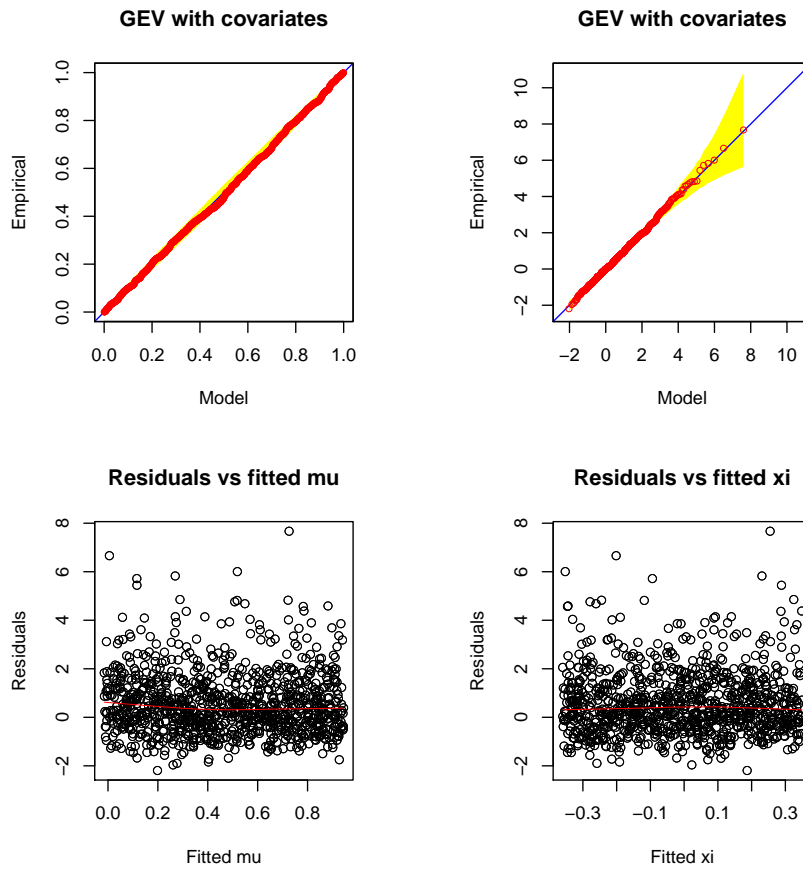 GEV with covariates
Empirical
0.0 0.2 0.4 0.6 0.8 1.0
0.0 0.2 0.4 0.6 0.8 1.0
Model
GEV with covariates
Empirical
−2 0 2 4 6 8 10
−2 0 2 4 6 8 10
Model
Residuals vs fitted mu
Residuals
−2 0 2 4 6 8
0.0 0.2 0.4 0.6 0.8
Fitted mu
Residuals vs fitted xi
Residuals
−2 0 2 4 6 8
−0.3 −0.1 0.1 0.3
Fitted xi